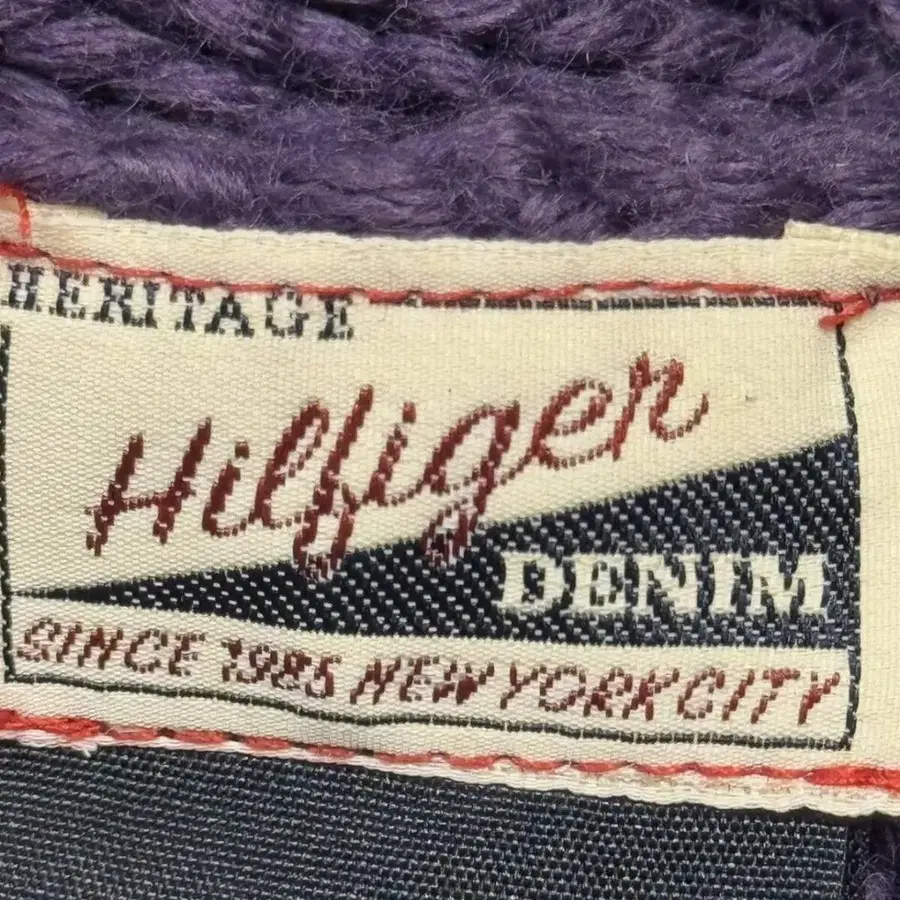 HERITAGE
Hilfiger
DENIM
SINCE 1985 NEW YORK CITY